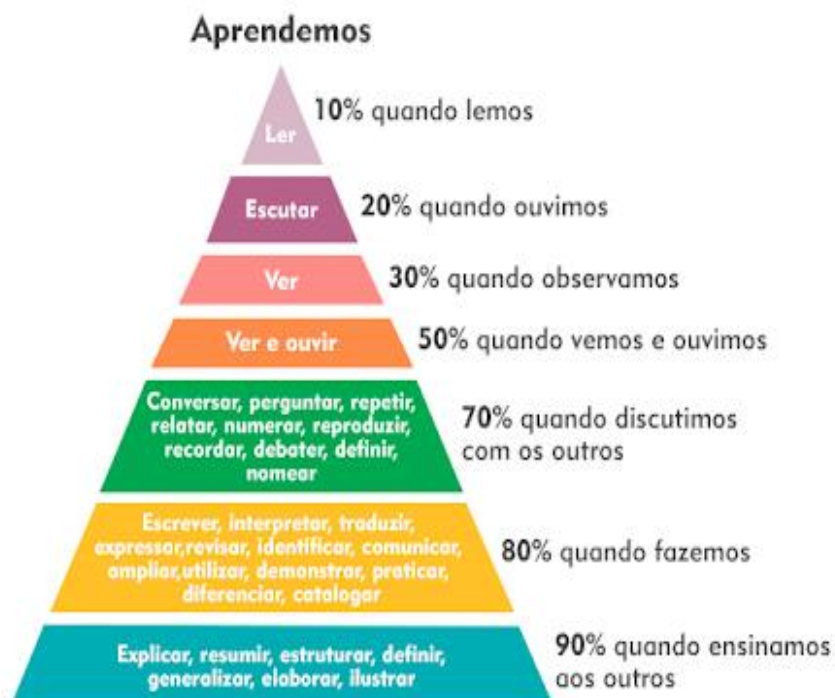 Aprendemos
Ler
10% quando lemos
Escutar
20% quando ouvimos
Ver
30% quando observamos
Ver e ouvir
50% quando vemos e ouvimos
Conversar, perguntar, repetir,
relatar, numerar, reproduzir,
recordar, debater, definir,
nomear
70% quando discutimos
com os outros
Escrever, interpretar, traduzir,
expressar,revisar, identificar, comunicar,
ampliar,utilizar, demonstrar, praticar,
diferenciar, catalogar
80% quando fazemos
Explicar, resumir, estruturar, definir,
generalizar, elaborar, ilustrar
90% quando ensinamos
aos outros